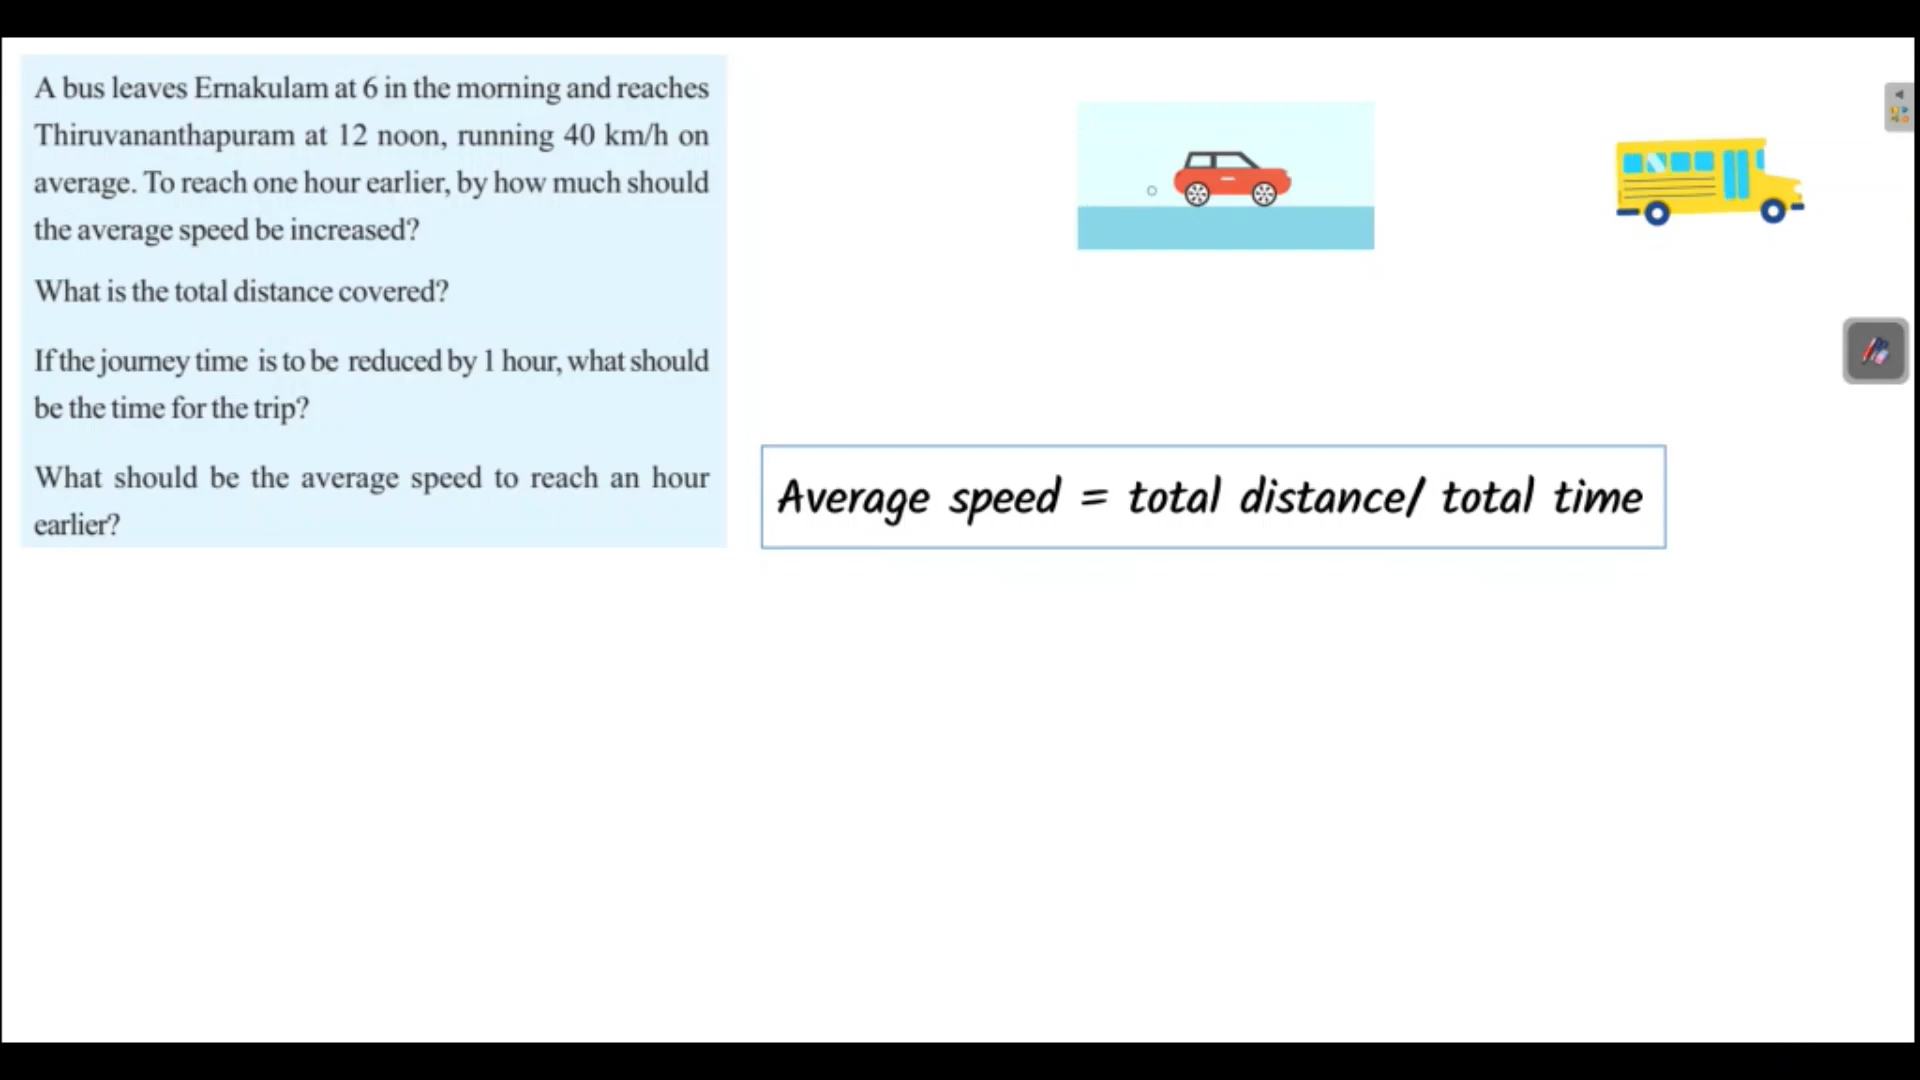 A bus leaves Ernakulam at 6 in the morning and reaches
Thiruvananthapuram at 12 noon, running 40 km/h on
average. To reach one hour earlier, by how much should
the average speed be increased?
What is the total distance covered?
If the journey time is to be reduced by 1 hour, what should
be the time for the trip?
What should be the average speed to reach an hour
earlier?
Average speed = total distance/ total time